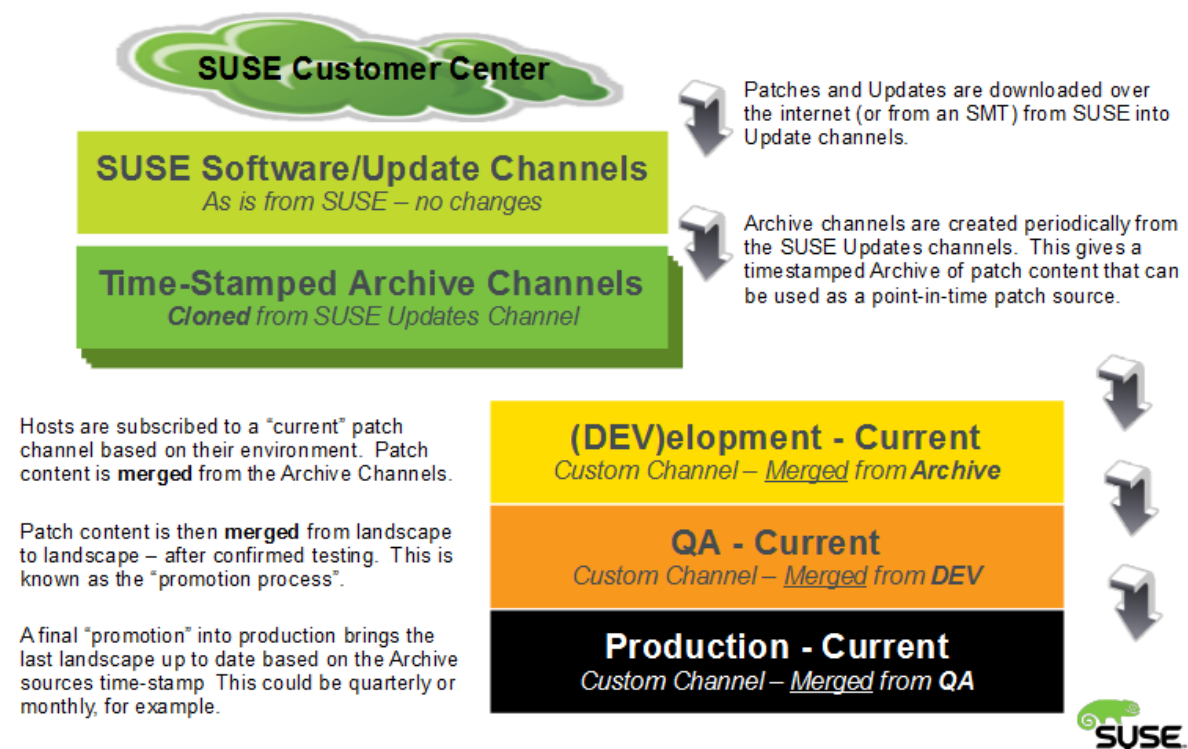 SUSE Customer Center
Patches and Updates are downloaded over
the internet (or from an SMT) from SUSE into
Update channels.
SUSE Software/Update Channels
As is from SUSE – no changes
Archive channels are created periodically from
the SUSE Updates channels. This gives a
timestamped Archive of patch content that can
be used as a point-in-time patch source.
Time-Stamped Archive Channels
Cloned from SUSE Updates Channel
Hosts are subscribed to a “current” patch
channel based on their environment. Patch
content is merged from the Archive Channels.
(DEV)elopment - Current
Custom Channel – Merged from Archive
Patch content is then merged from landscape
to landscape – after confirmed testing. This is
known as the “promotion process”.
QA - Current
Custom Channel – Merged from DEV
A final “promotion” into production brings the
last landscape up to date based on the Archive
sources time-stamp This could be quarterly or
monthly, for example.
Production - Current
Custom Channel – Merged from QA
SUSE